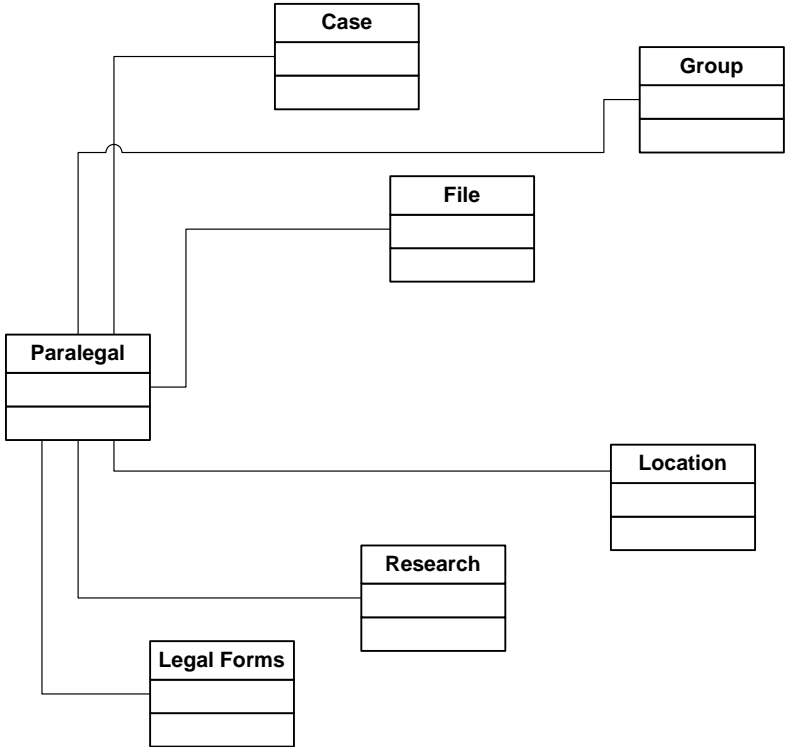 Case
Group
File
Paralegal
Location
Research
Legal Forms